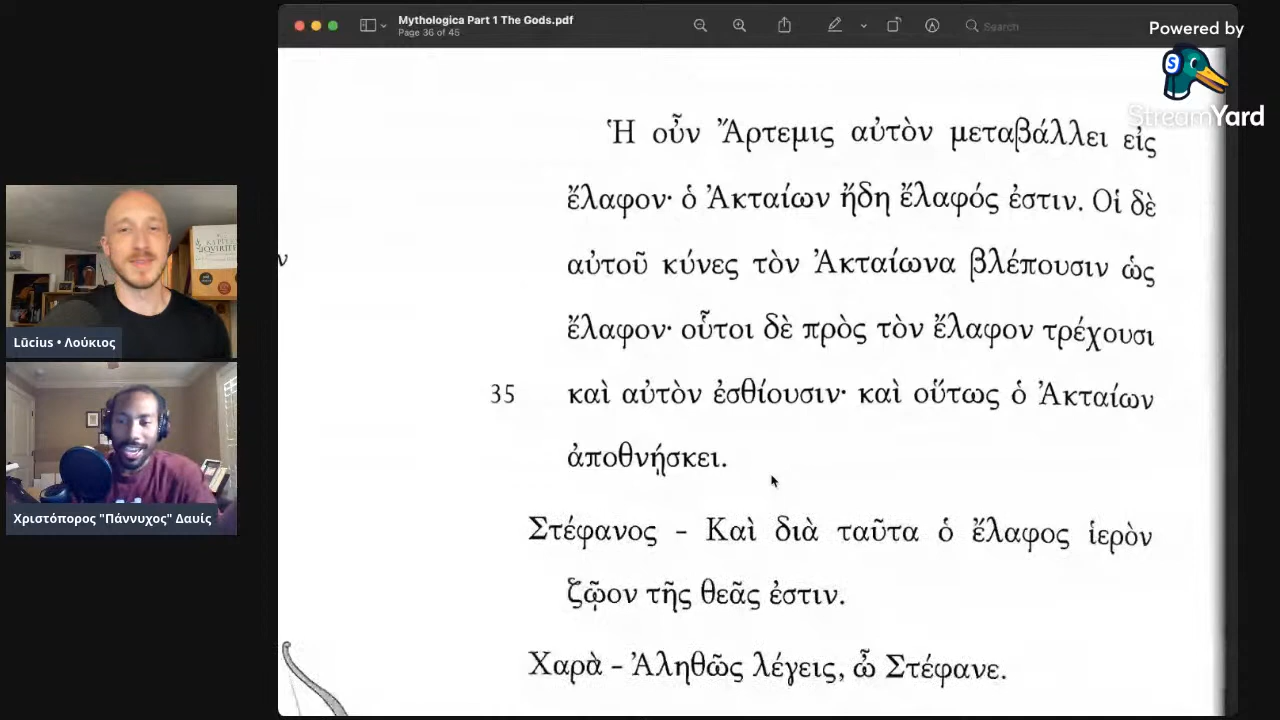 Mythologica Part 1 The Gods.pdf
Page 36 of 45
Search
Powered by
StreamYard
Ἡ οὖν Ἄρτεμις αὐτὸν μεταβάλλει εἰς
ἔλαφον· ὁ Ἀκταίων ἤδη ἔλαφός ἐστιν. Οἱ δὲ
αὐτοῦ κύνες τὸν Ἀκταίωνα βλέπουσιν ὡς
ν
ἔλαφον· οὗτοι δὲ πρὸς τὸν ἔλαφον τρέχουσι
35 καὶ αὐτὸν ἐσθίουσιν· καὶ οὕτως ὁ Ἀκταίων
ἀποθνῄσκει.
Στέφανος – Καὶ διὰ ταῦτα ὁ ἔλαφος ἱερὸν
ζῷον τῆς θεᾶς ἐστιν.
Χαρὰ – Ἀληθῶς λέγεις, ὦ Στέφανε.
Lūcius • Λούκιος
Χριστόπορος "Πάννυχος" Δαυίς